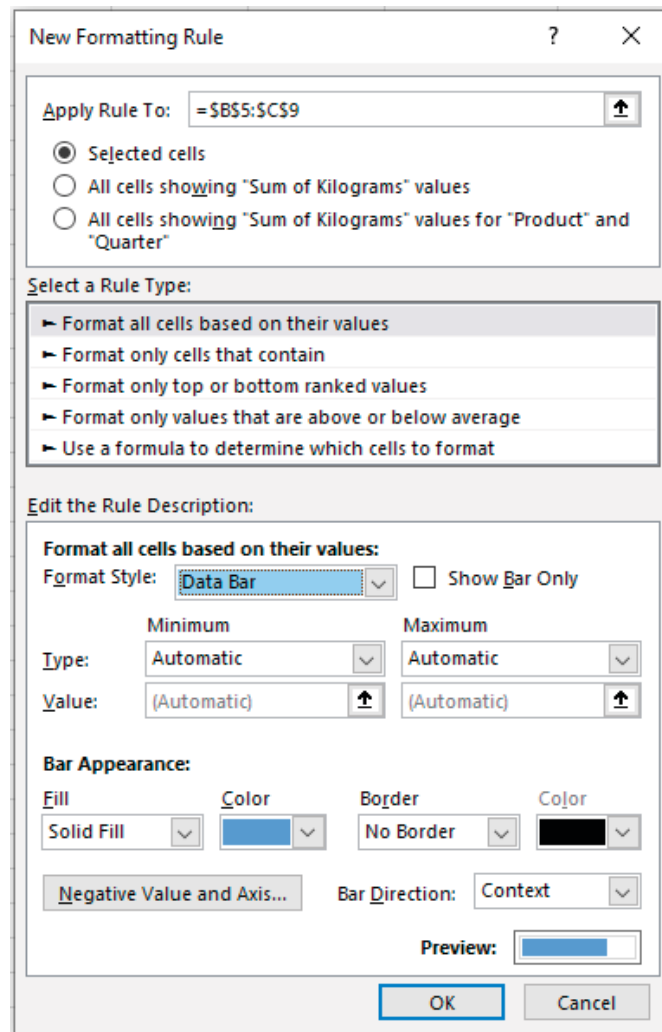 New Formatting Rule ?
Apply Rule To: =$B$5:$C$9
Selected cells
All cells showing "Sum of Kilograms" values
All cells showing "Sum of Kilograms" values for "Product" and
"Quarter"
Select a Rule Type:
► Format all cells based on their values
► Format only cells that contain
► Format only top or bottom ranked values
► Format only values that are above or below average
► Use a formula to determine which cells to format
Edit the Rule Description:
Format all cells based on their values:
Format Style: Data Bar Show Bar Only
Minimum Maximum
Type: Automatic Automatic
Value: (Automatic) (Automatic)
Bar Appearance:
Fill Color Border Color
Solid Fill No Border
Negative Value and Axis... Bar Direction: Context
Preview:
OK Cancel